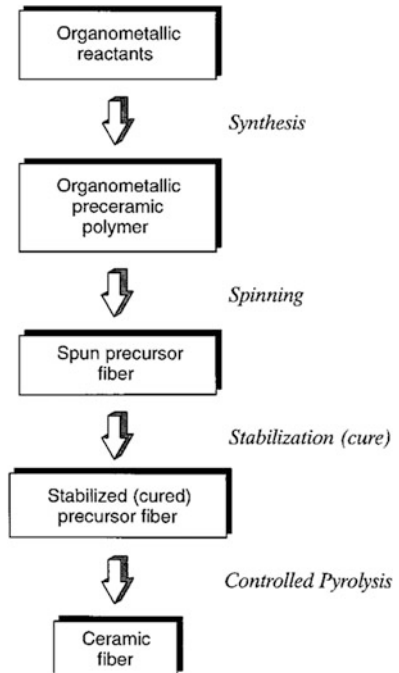 Organometallic
reactants
Synthesis
Organometallic
preceramic
polymer
Spinning
Spun precursor
fiber
Stabilization (cure)
Stabilized (cured)
precursor fiber
Controlled Pyrolysis
Ceramic
fiber